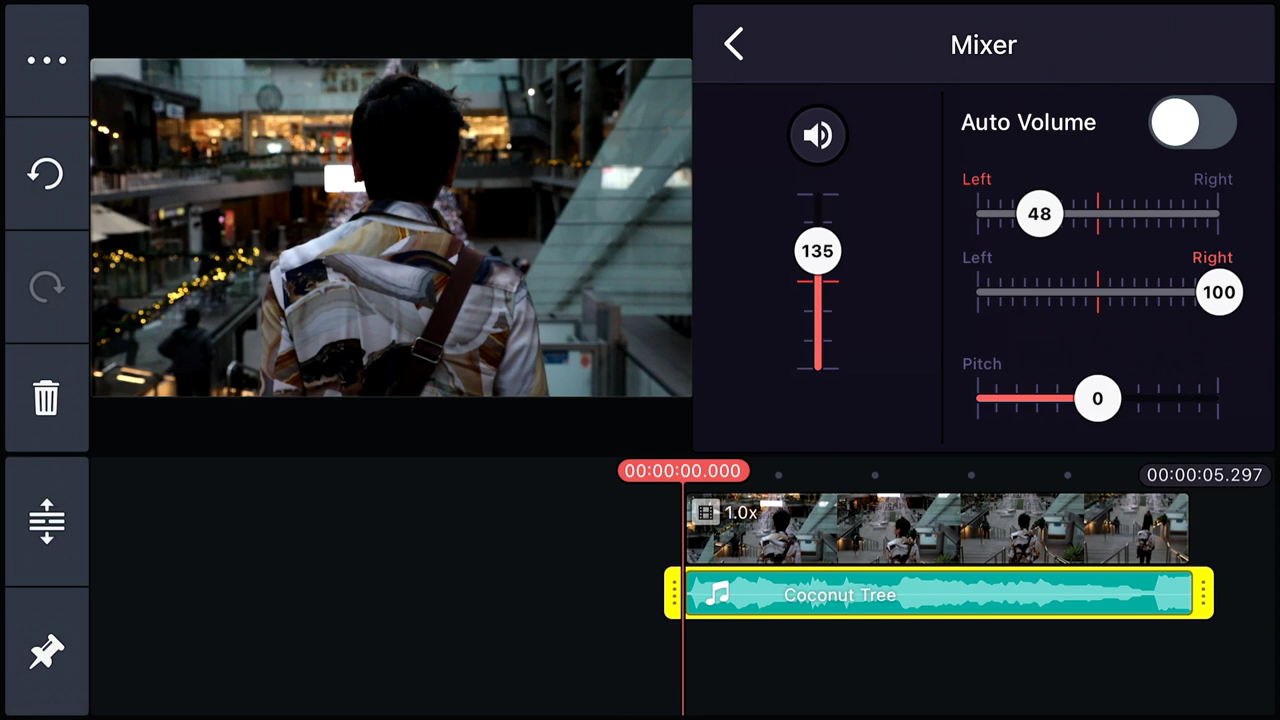 Mixer
Auto Volume
Left Right
48
135
Left Right
100
Pitch
0
00:00:00.000
00:00:05.297
1.0x
Coconut Tree